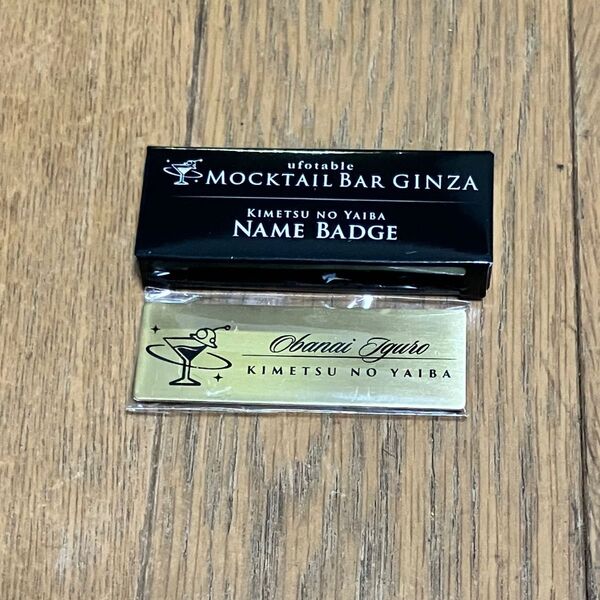 ufotable
MOCKTAIL BAR GINZA
KIMETSU NO YAIBA
NAME BADGE
Obanai Iguro
KIMETSU NO YAIBA